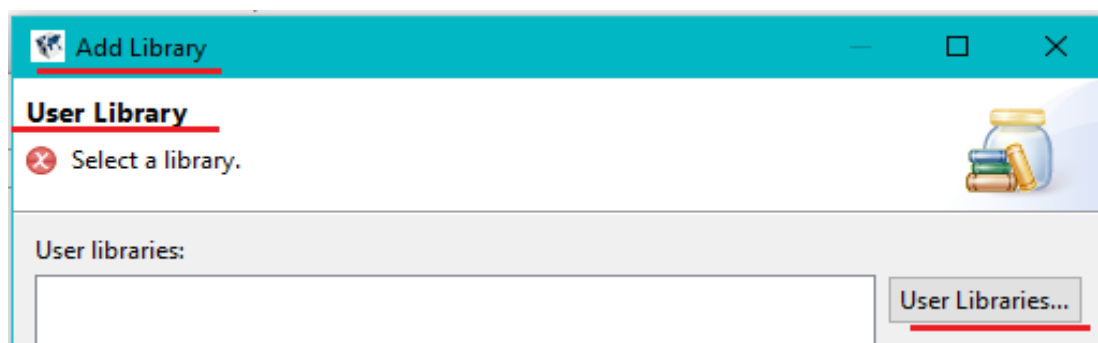 Add Library
User Library
Select a library.
User libraries:
User Libraries...